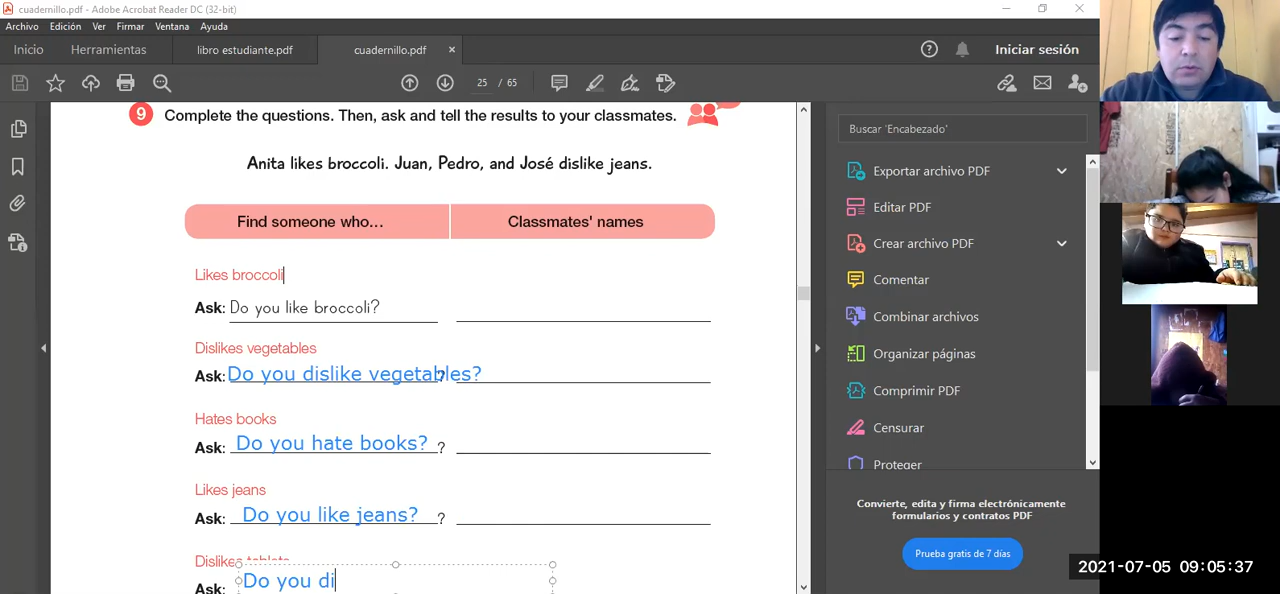 cuadernillo.pdf - Adobe Acrobat Reader DC (32-bit)
Archivo Edición Ver Firmar Ventana Ayuda
Inicio Herramientas libro estudiante.pdf cuadernillo.pdf × Iniciar sesión
25 / 65
9 Complete the questions. Then, ask and tell the results to your classmates.
Anita likes broccoli. Juan, Pedro, and José dislike jeans.
Find someone who... Classmates' names
Likes broccoli
Ask: Do you like broccoli?
Dislikes vegetables
Ask: Do you dislike vegetables? ?
Hates books
Ask: Do you hate books? ?
Likes jeans
Ask: Do you like jeans? ?
Dislikes tablets
Ask: Do you di
Buscar 'Encabezado'
Exportar archivo PDF
Editar PDF
Crear archivo PDF
Comentar
Combinar archivos
Organizar páginas
Comprimir PDF
Censurar
Proteger
Convierte, edita y firma electrónicamente
formularios y contratos PDF
Prueba gratis de 7 días
2021-07-05 09:05:37